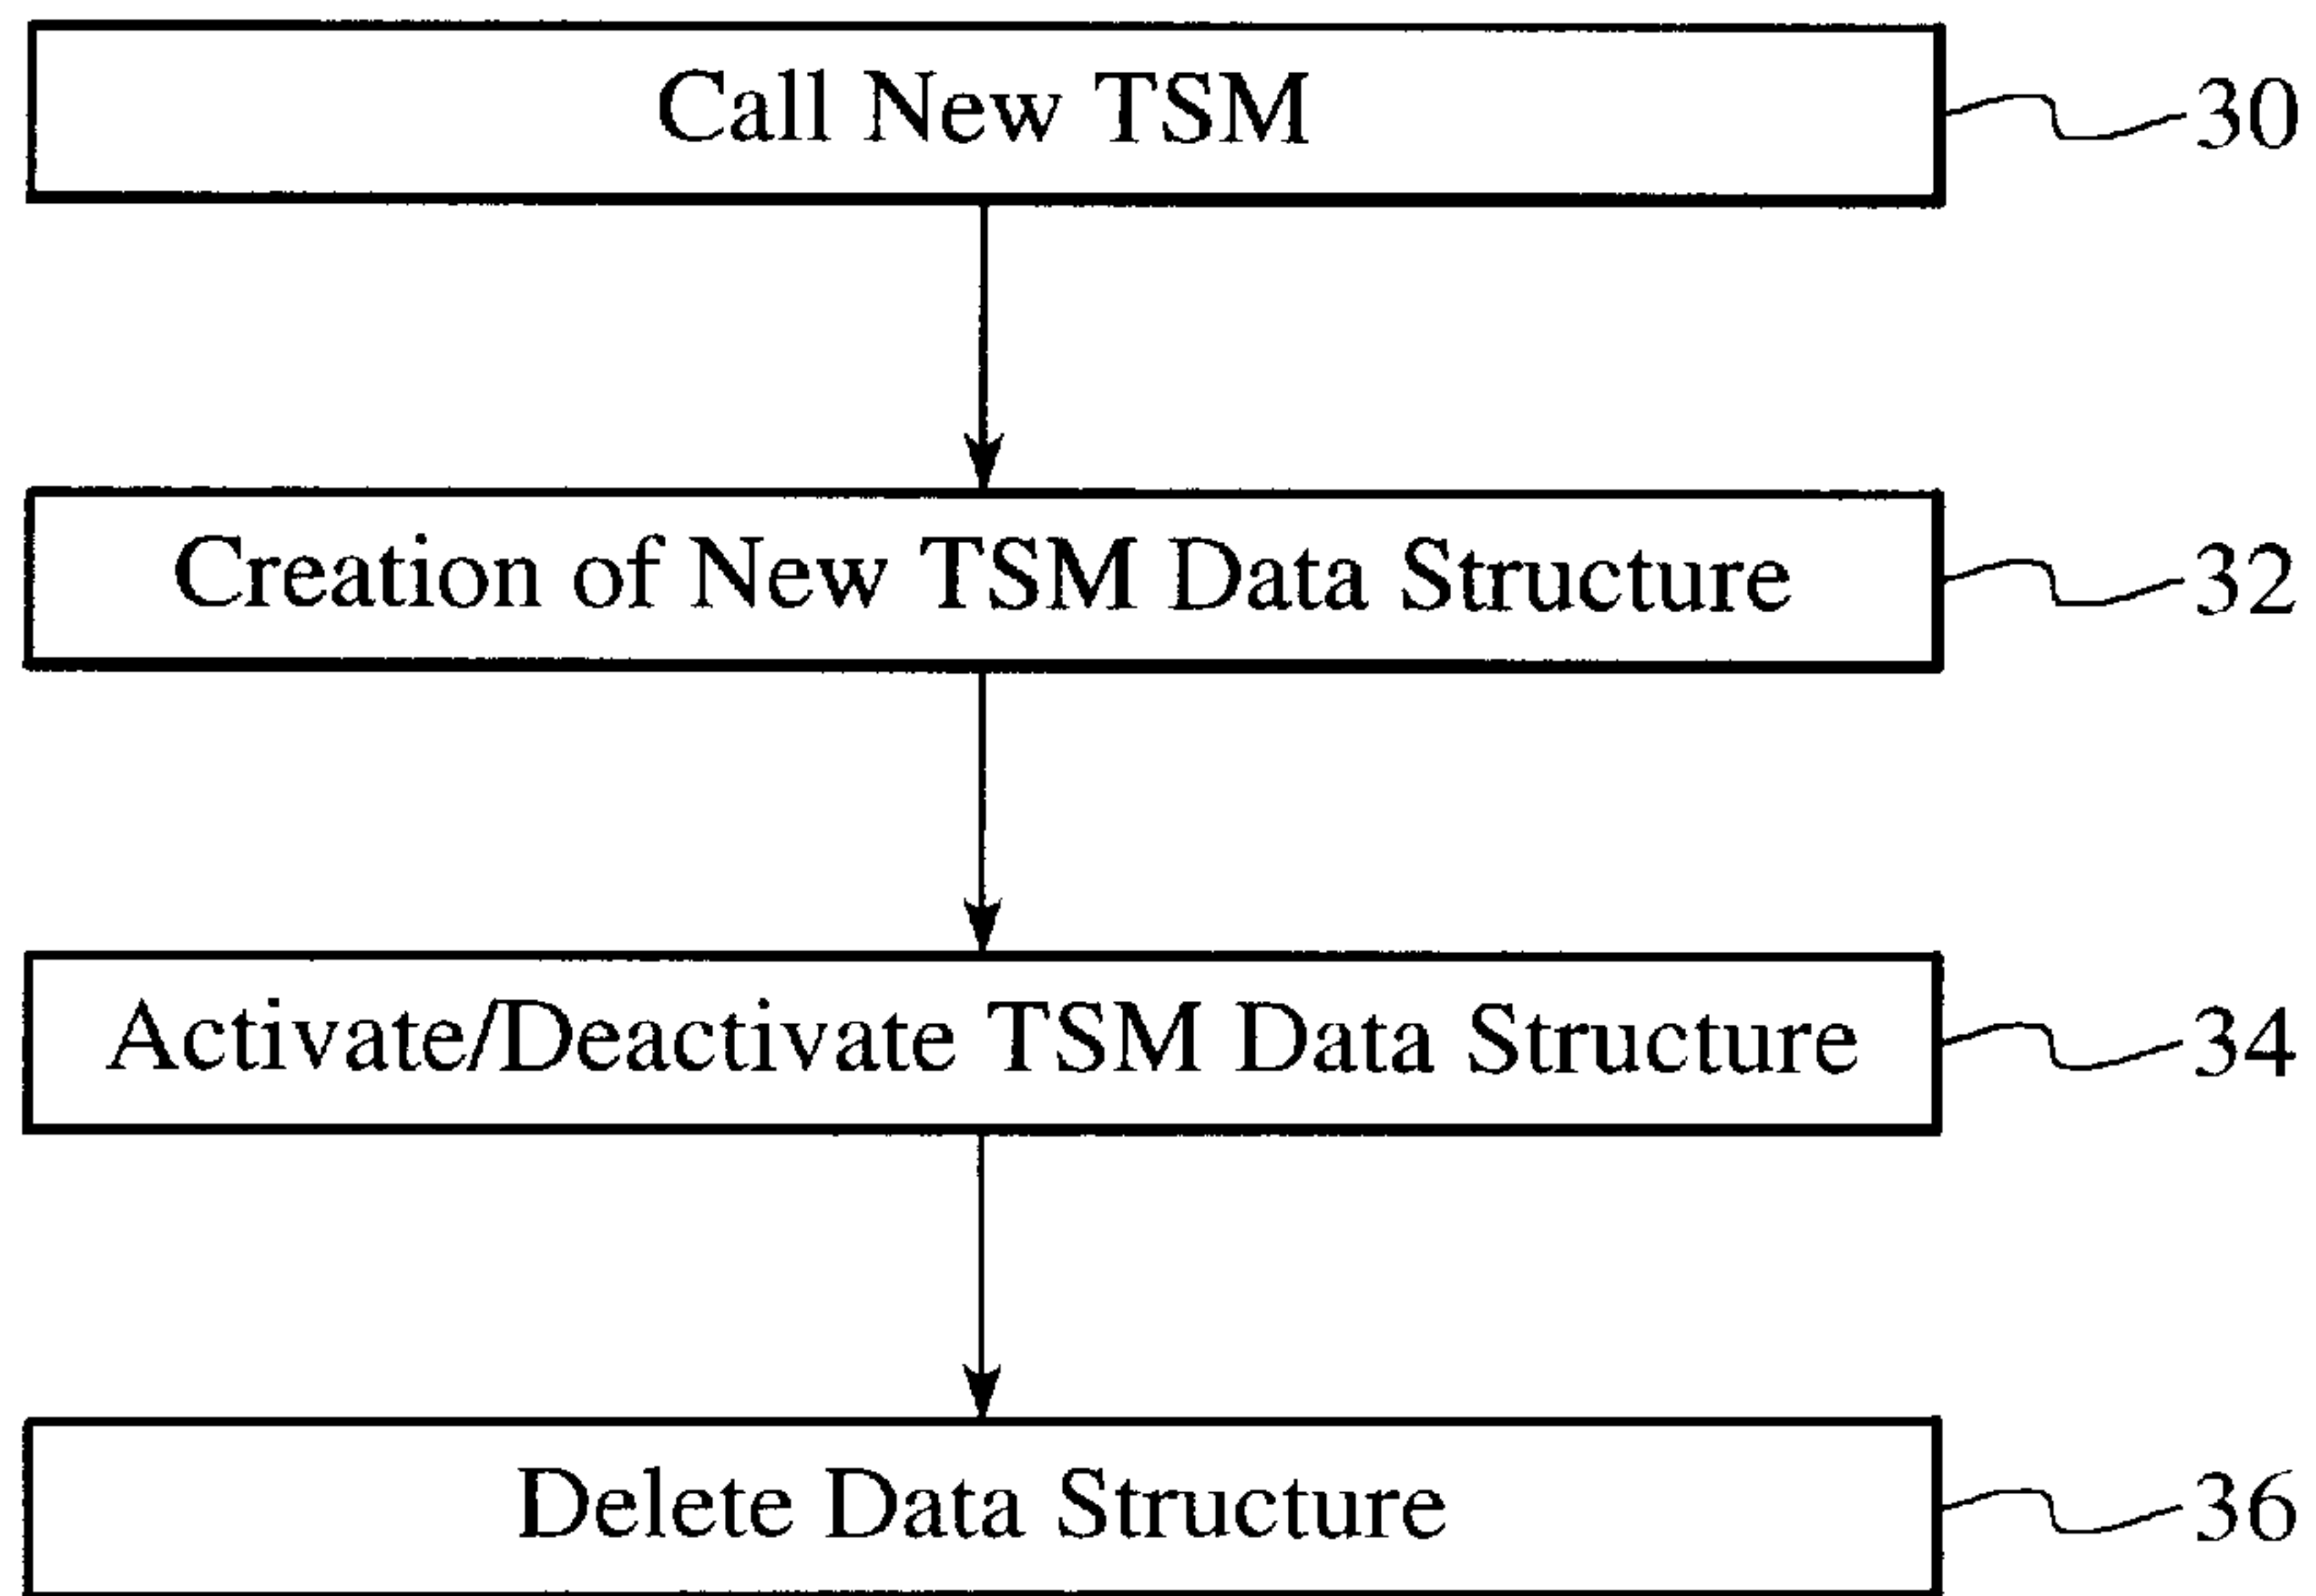 Call New TSM
30
Creation of New TSM Data Structure
32
Activate/Deactivate TSM Data Structure
34
Delete Data Structure
36